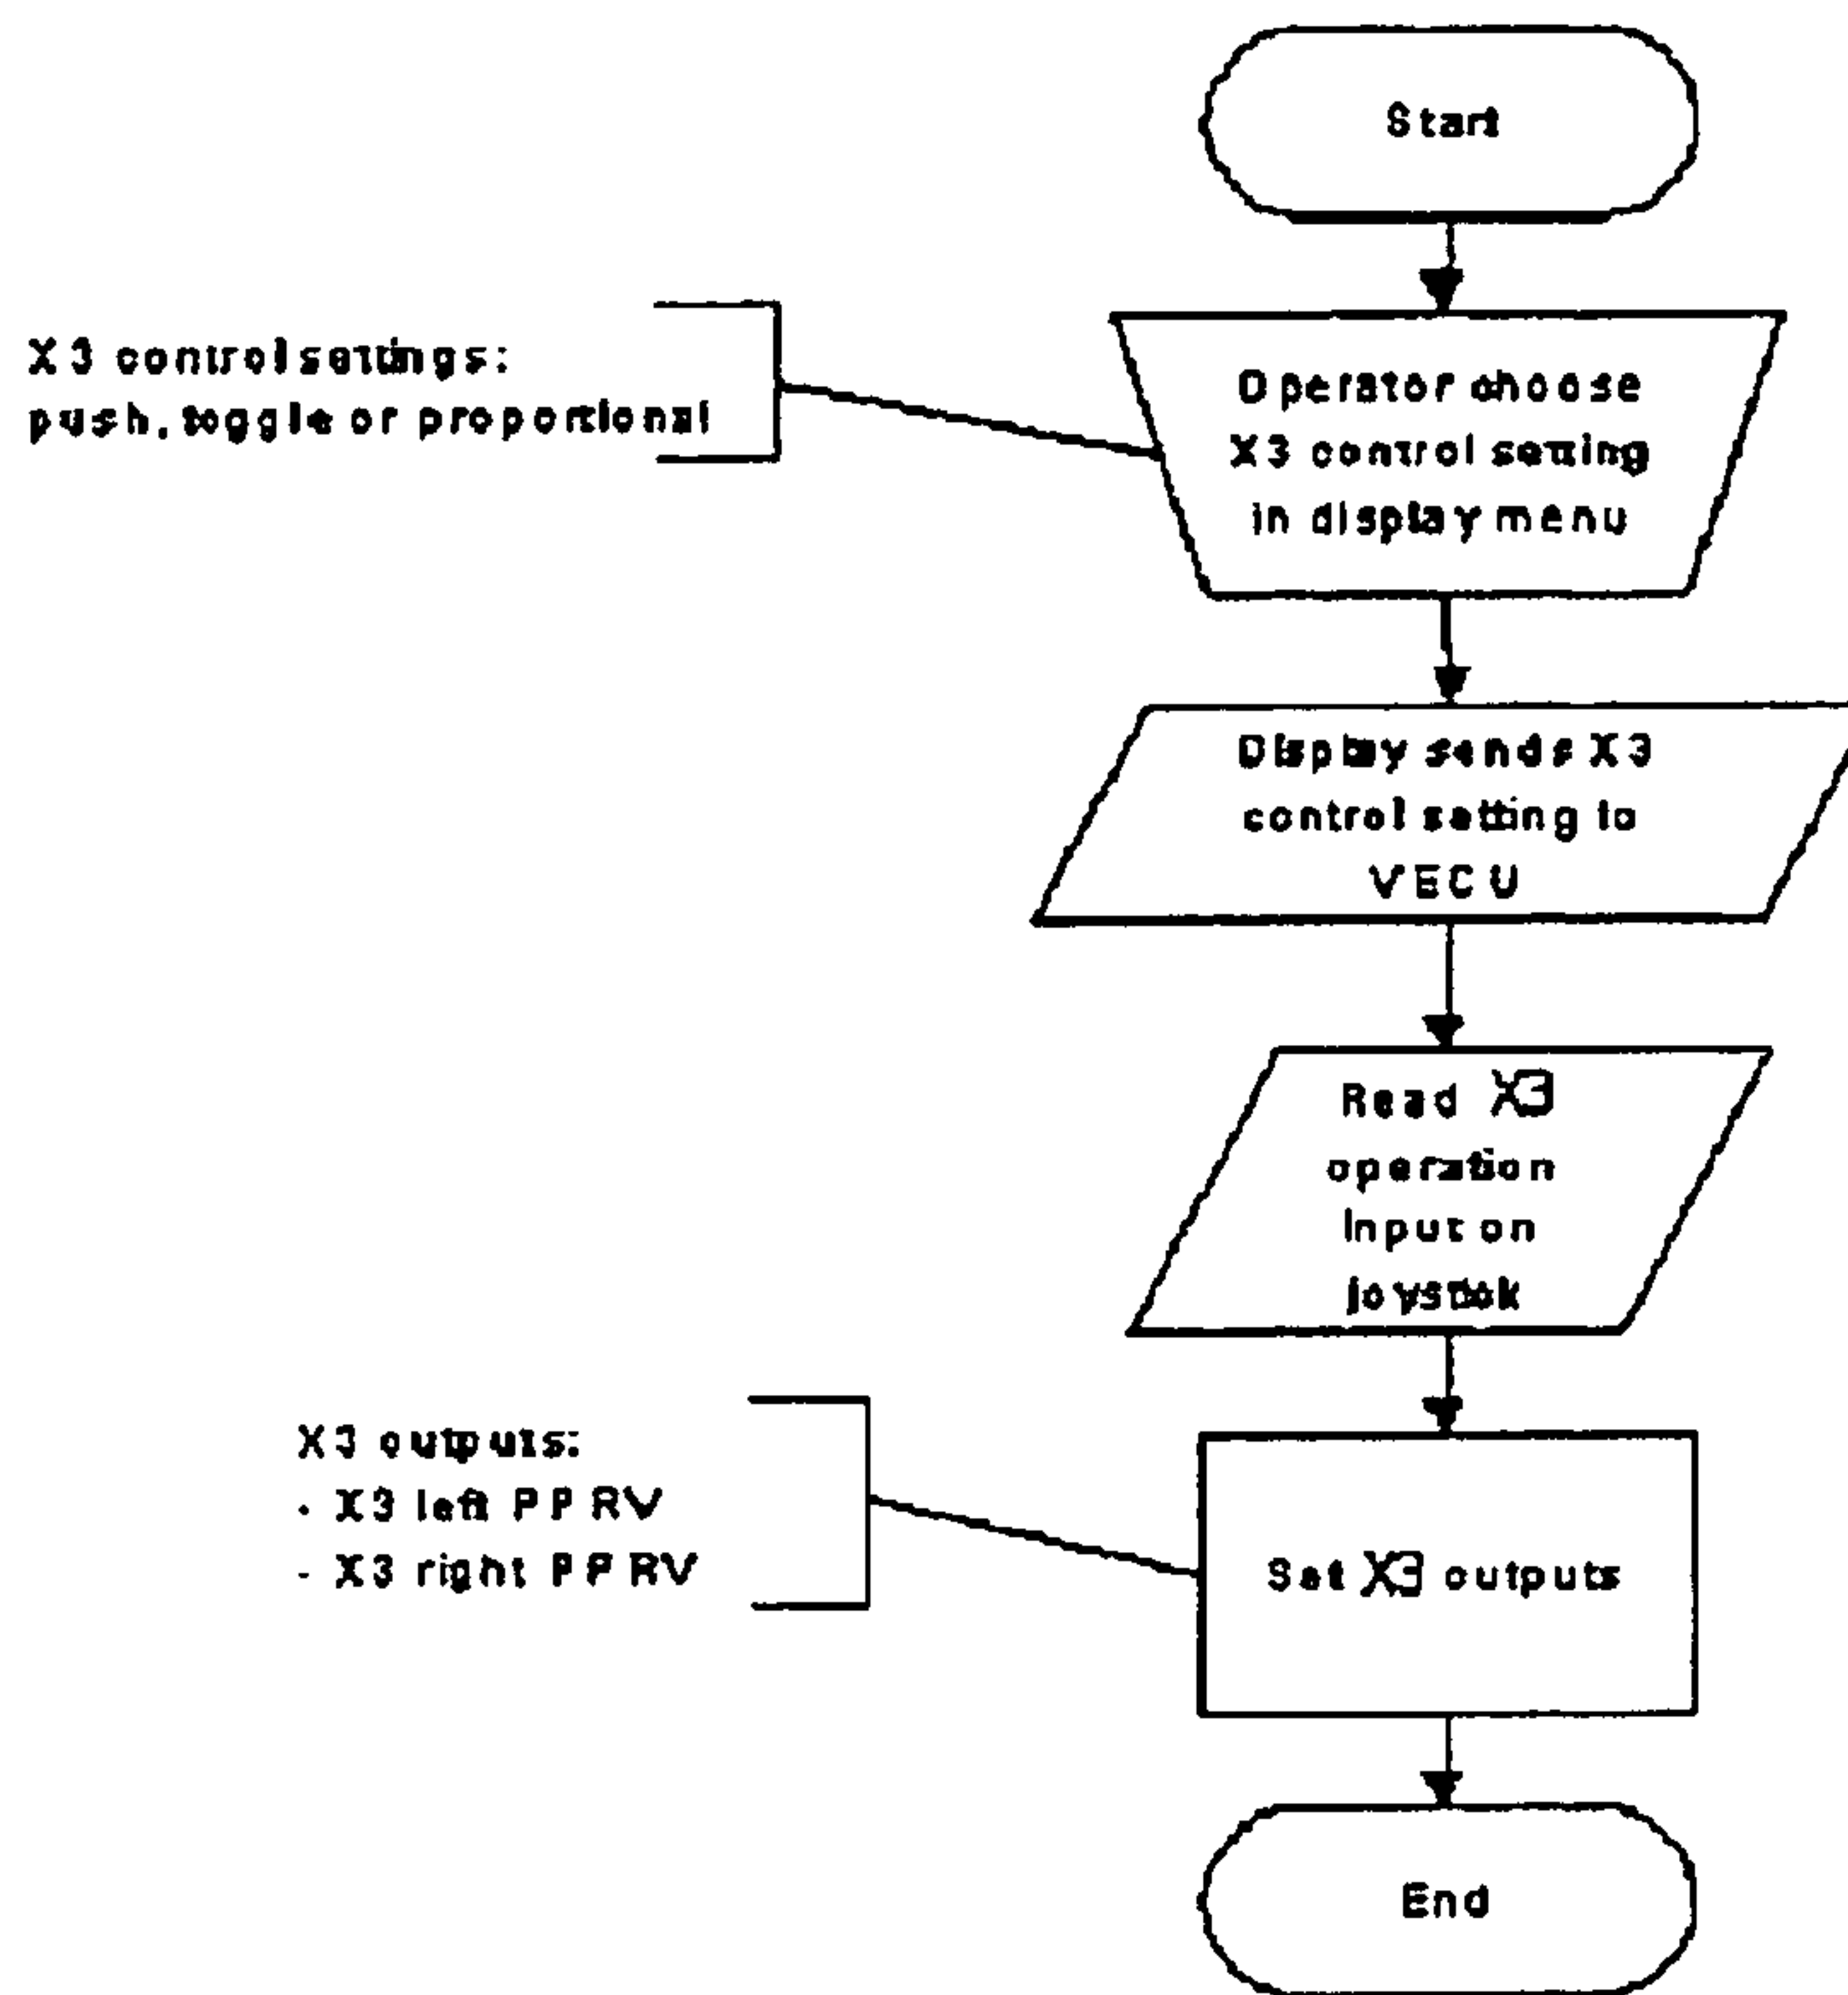 Start
X3 control settings:
push, toggle or proportional
Operator choose
X3 control setting
in display menu
Display sends X3
control setting to
VECU
Read X3
operation
input on
joystick
X3 outputs:
- X3 left PPRV
- X3 right PPRV
Set X3 outputs
End